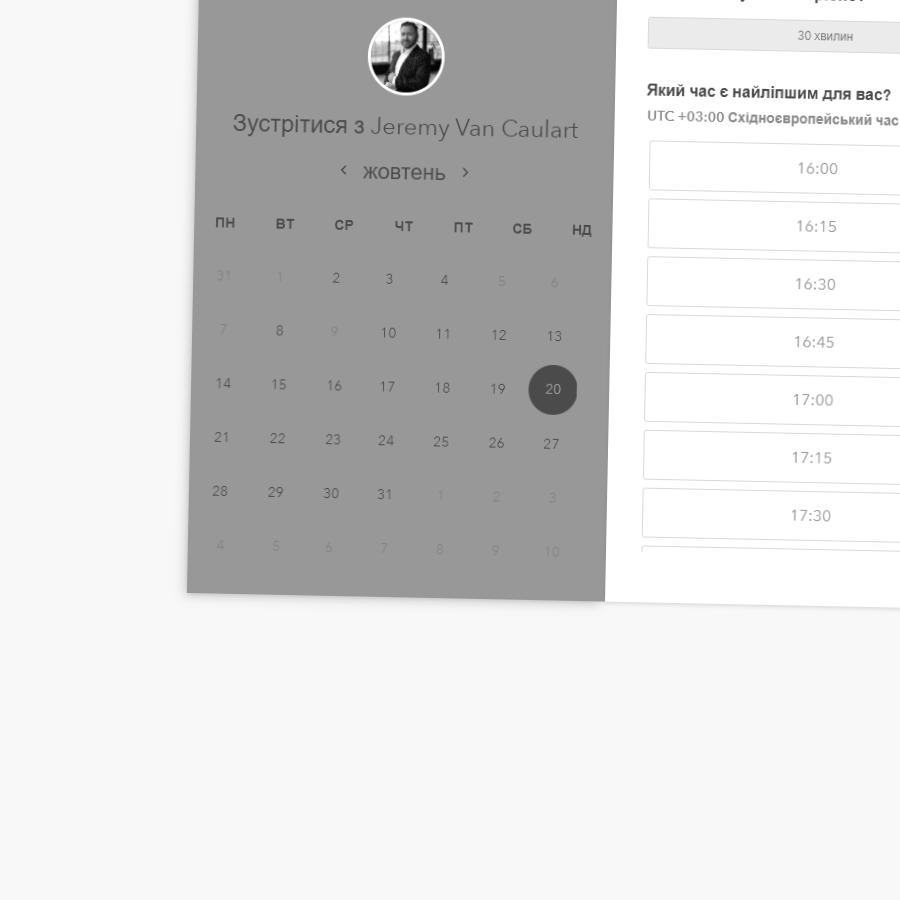 Зустрітися з Jeremy Van Caulart
жовтень
ПН ВТ СР ЧТ ПТ СБ НД
31 1 2 3 4 5 6
7 8 9 10 11 12 13
14 15 16 17 18 19 20
21 22 23 24 25 26 27
28 29 30 31 1 2 3
4 5 6 7 8 9 10
30 хвилин
Який час є найліпшим для вас?
UTC +03:00 Східноєвропейський час
16:00
16:15
16:30
16:45
17:00
17:15
17:30